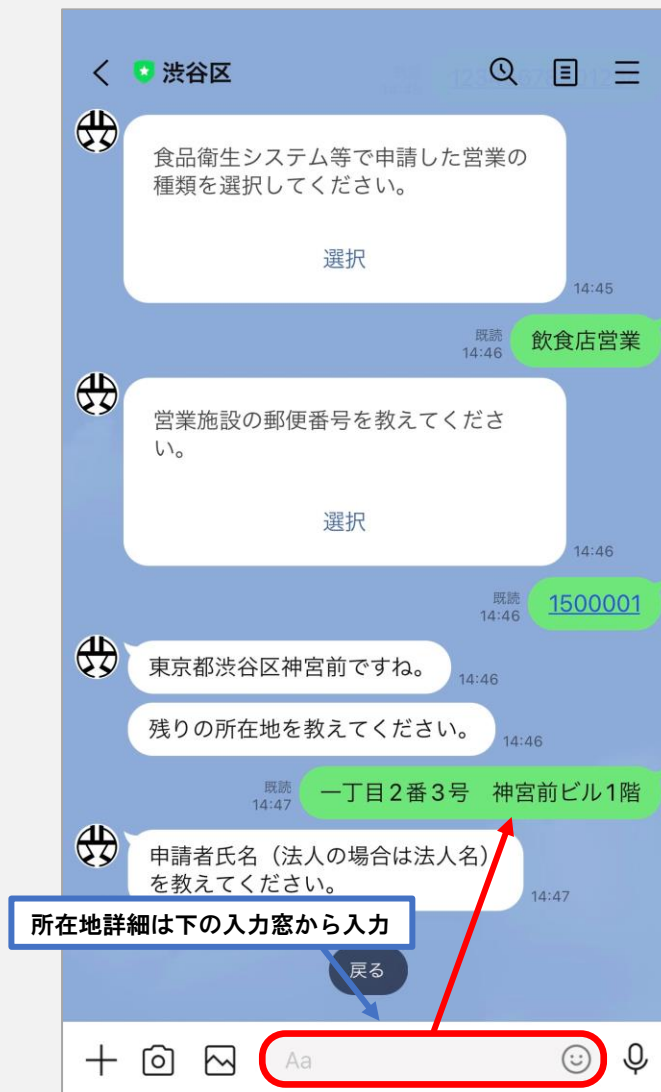 渋谷区
食品衛生システム等で申請した営業の
種類を選択してください。
選択
14:45
既読
14:46
飲食店営業
営業施設の郵便番号を教えてくださ
い。
選択
14:46
既読
14:46
1500001
東京都渋谷区神宮前ですね。
14:46
残りの所在地を教えてください。
14:46
既読
14:47
一丁目2番3号　神宮前ビル1階
申請者氏名（法人の場合は法人名）
を教えてください。
14:47
所在地詳細は下の入力窓から入力
戻る
Aa